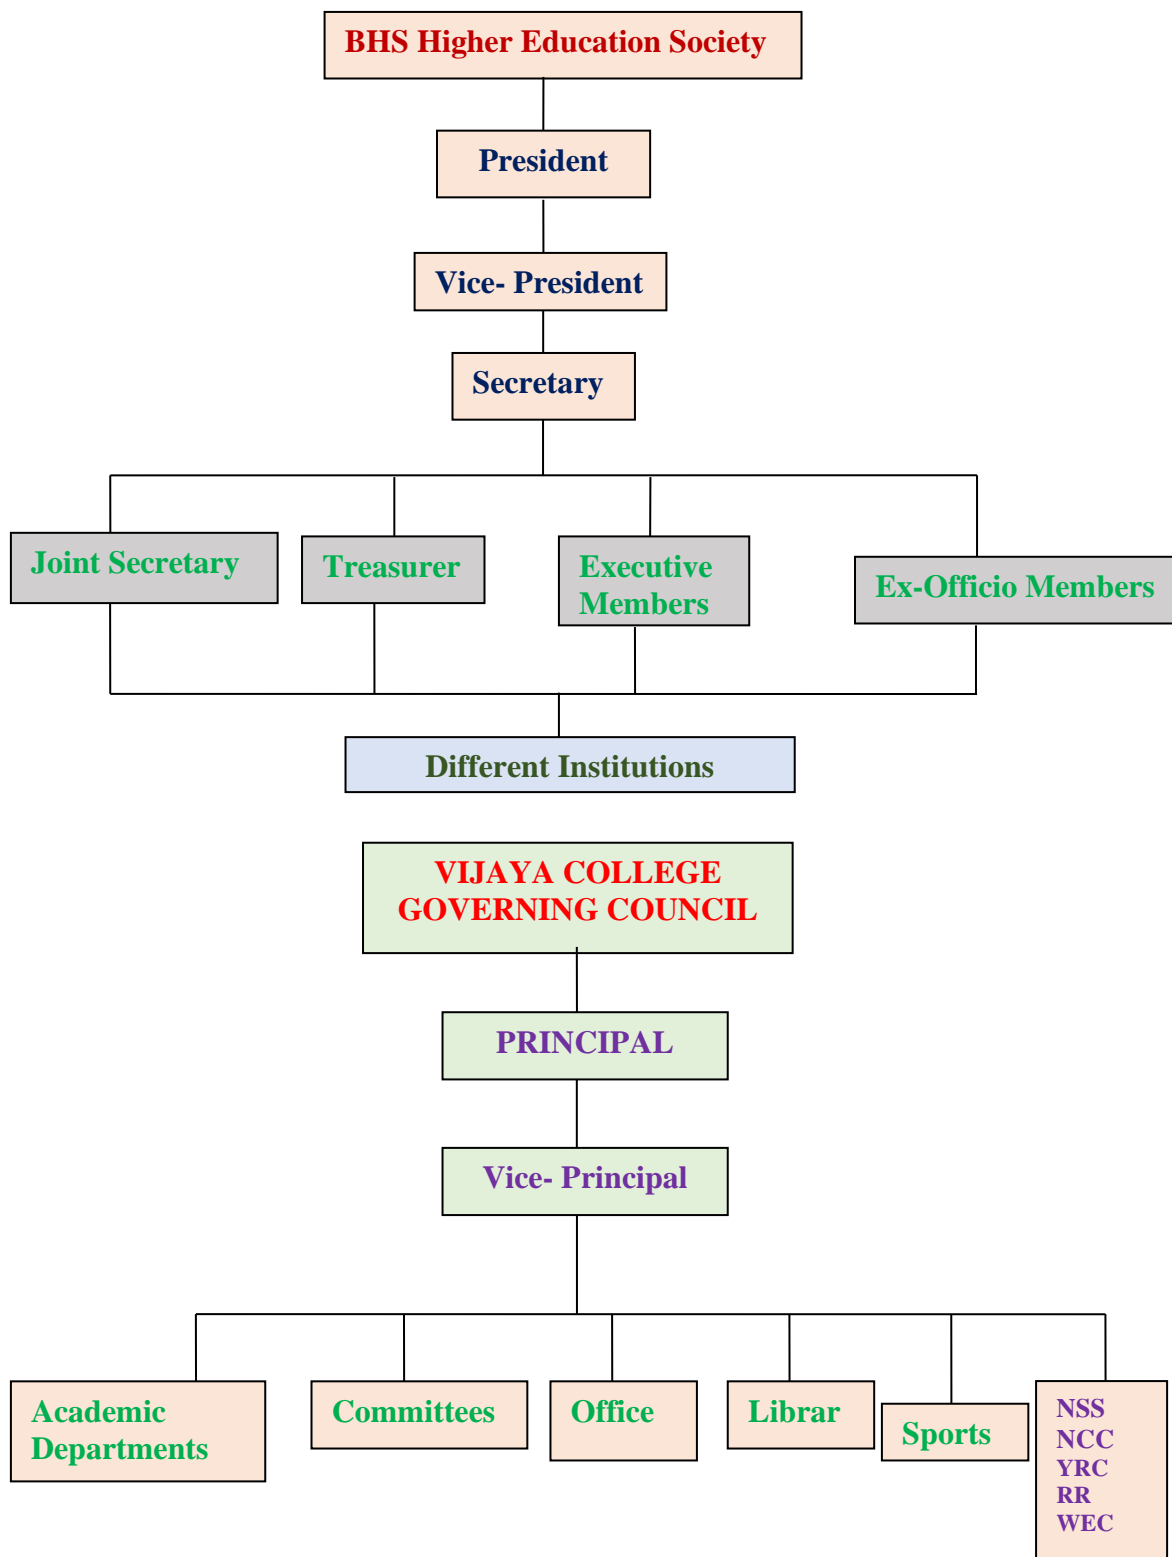 BHS Higher Education Society
President
Vice- President
Secretary
Joint Secretary
Treasurer
Executive
Members
Ex-Officio Members
Different Institutions
VIJAYA COLLEGE
GOVERNING COUNCIL
PRINCIPAL
Vice- Principal
Academic
Departments
Committees
Office
Librar
Sports
NSS
NCC
YRC
RR
WEC